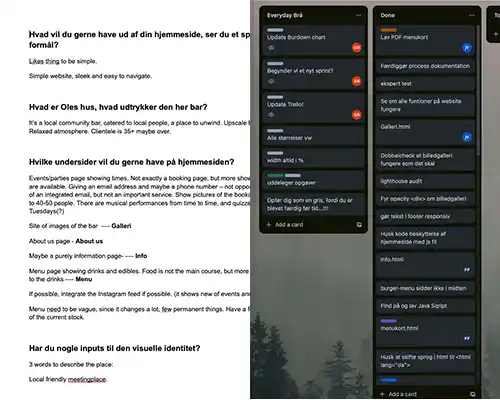 Hvad vil du gerne have ud af din hjemmeside, ser du et sp
formål?
Likes thing to be simple.
Simple website, sleek and easy to navigate.
Hvad er Oles hus, hvad udtrykker den her bar?
It's a local community bar, catered to local people, a place to unwind. Upscale b
Relaxed atmosphere. Clientele is 35+ maybe over.
Hvilke undersider vil du gerne have på hjemmesiden?
Events/parties page showing times. Not exactly a booking page, but more show
are available. Giving an email address and maybe a phone number – not oppo
of an integrated email, but not an important service. Show pictures of the bookin
to 40-50 people. There are musical performances from time to time, and quizze
Tuesdays(?)
Site of images of the bar ---- Galleri
About us page - About us
Maybe a purely information page- ---- Info
Menu page showing drinks and edibles. Food is not the main course, but more
to the drinks ---- Menu
If possible, integrate the Instagram feed if possible. (it shows new of events and
Menu need to be vague, since it changes a lot, few permanent things. Have a f
of the current stock.
Har du nogle inputs til den visuelle identitet?
3 words to describe the place:
Local friendly meetingplace.
Everyday Brå
Update Burdown chart
Begynder vi et nyt sprint?
Update Trello!
Alle størrelser vw
width altid i %
uddeleger opgaver
Opfør dig som en gris, fordi du er
blevet færdig før tid...!!!
+ Add a card
Done
Lav PDF menukort
Færdiggør process dokumentation
ekspert test
Se om alle funtioner på website
fungere
Galleri.html
Dobbelcheck at billedgalleri
fungere som det skal
lighthouse audit
Fyr opacity <div> om billedgalleri
gør tekst i footer responsiv
Husk kode beskyttelse af
hjemmeside med js fil
Info.html
burger-menu sidder ikke i midten
Find på og lav Java Sqript
menukort.html
Husk at skifte sprog i html til <html
lang="da">
+ Add a card
To